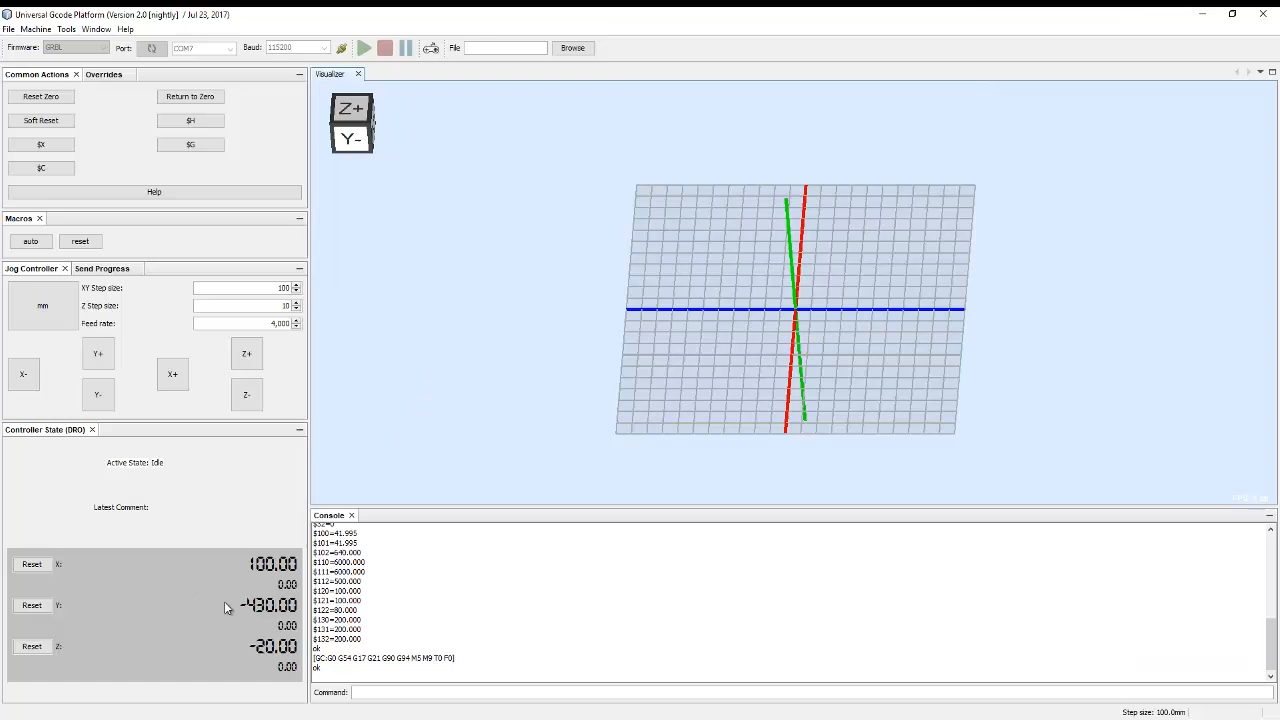 Universal Gcode Platform (Version 2.0 [nightly] / Jul 23, 2017)
File Machine Tools Window Help
Firmware: GRBL Port: COM7 Baud: 115200 File Browse
Common Actions Overrides
Reset Zero Return to Zero
Soft Reset $H
$X $G
$C
Help
Macros
auto reset
Jog Controller Send Progress
mm XY Step size: 100
Z Step size: 10
Feed rate: 4,000
Y+ Z+
X- X+
Y- Z-
Controller State (DRO)
Active State: Idle
Latest Comment:
Reset X: 100.00
0.00
Reset Y: -430.00
0.00
Reset Z: -20.00
0.00
Visualizer
Z+
Y-
Console
$100=41.995
$101=41.995
$102=640.000
$110=6000.000
$111=6000.000
$112=500.000
$120=100.000
$121=100.000
$122=80.000
$130=200.000
$131=200.000
$132=200.000
ok
[GC:G0 G54 G17 G21 G90 G94 M5 M9 T0 F0]
ok
Command:
Step size: 100.0mm